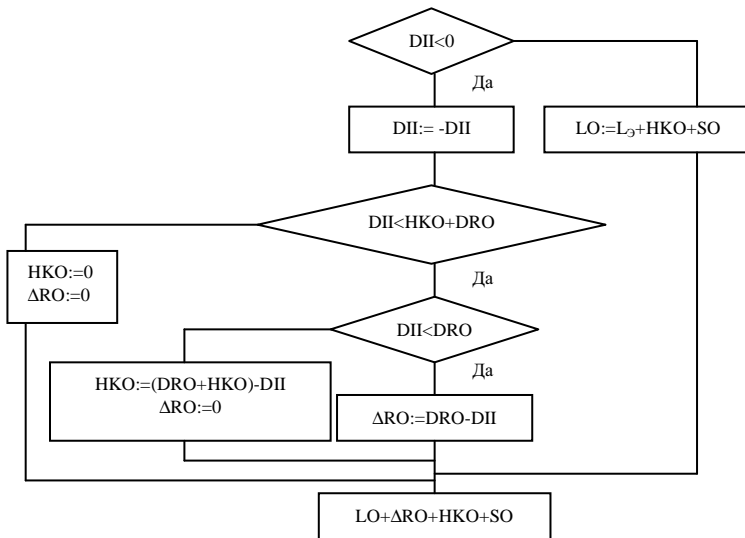 DII<0
Да
DII:= -DII
LO:=LЭ+HKO+SO
DII<HKO+DRO
Да
HKO:=0
ΔRO:=0
DII<DRO
Да
HKO:=(DRO+HKO)-DII
ΔRO:=0
ΔRO:=DRO-DII
LO+ΔRO+HKO+SO